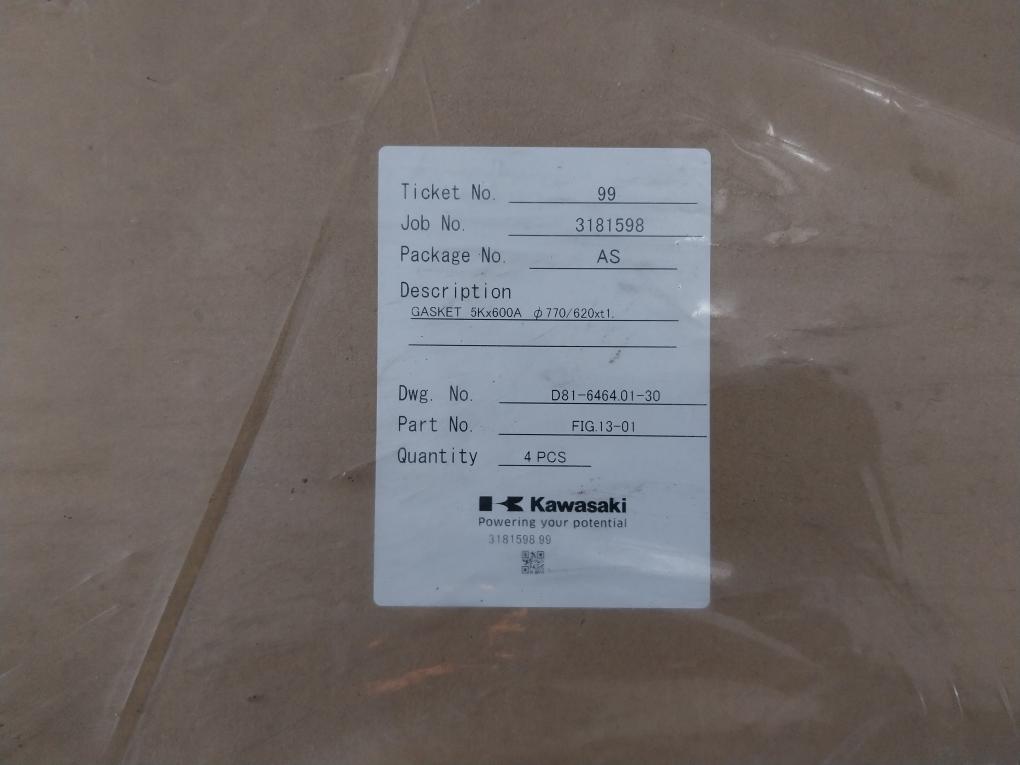 Ticket No. 99
Job No. 3181598
Package No. AS
Description
GASKET 5Kx600A φ770/620xt1.
Dwg. No. D81-6464.01-30
Part No. FIG.13-01
Quantity 4 PCS
Kawasaki
Powering your potential
3181598.99